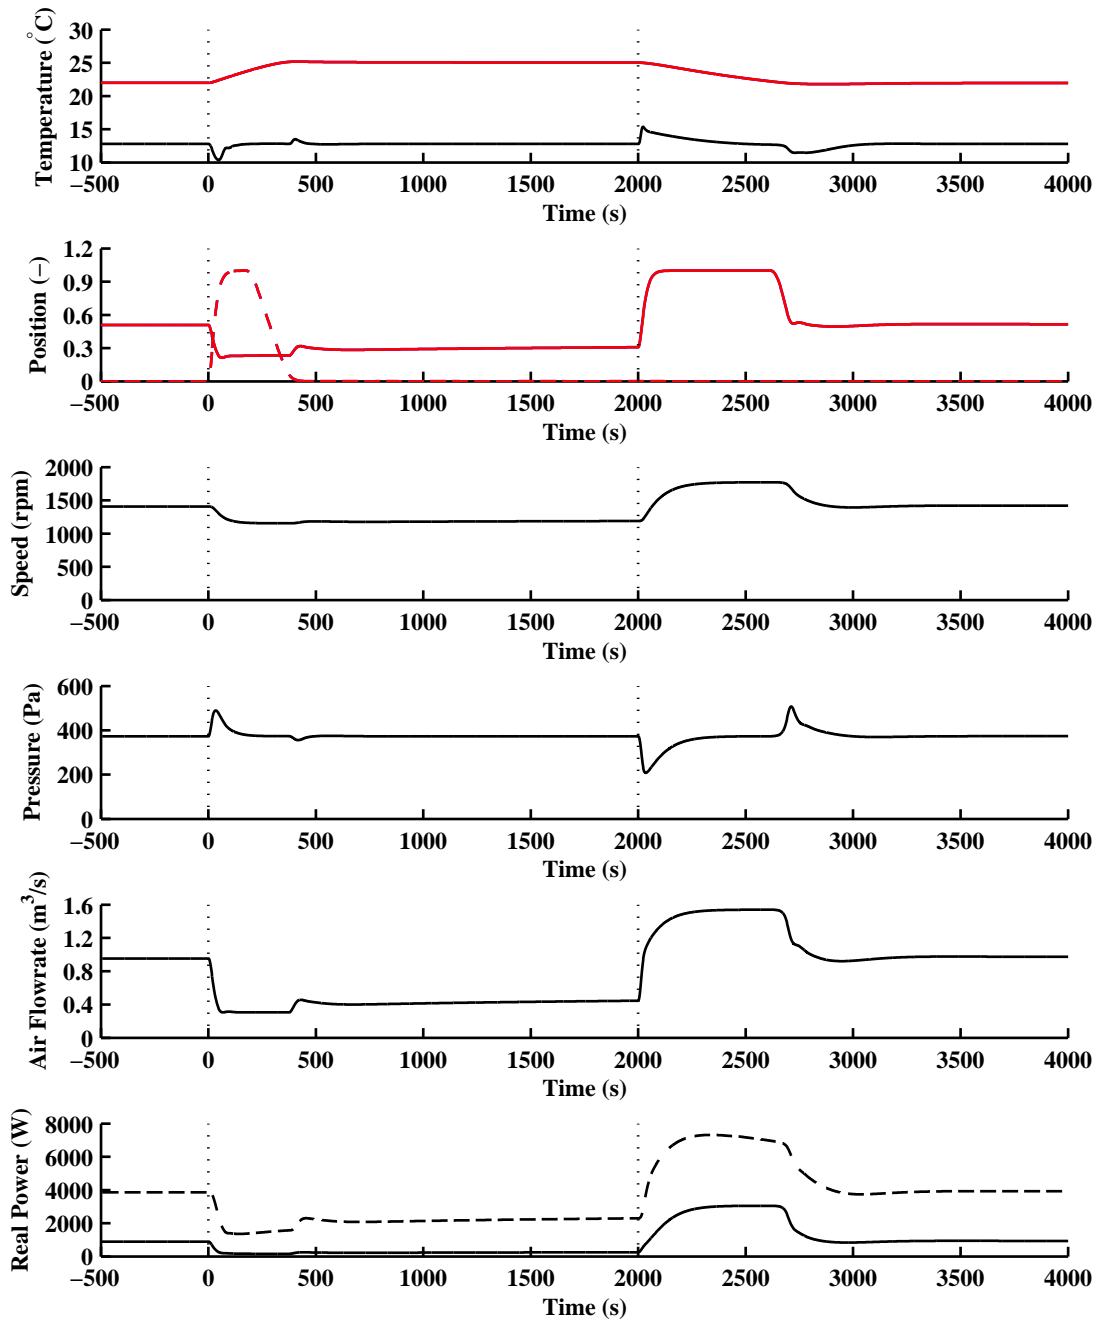 Temperature (°C)
30
25
20
15
10
−500 0 500 1000 1500 2000 2500 3000 3500 4000
Time (s)
Position (−)
1.2
0.9
0.6
0.3
0
−500 0 500 1000 1500 2000 2500 3000 3500 4000
Time (s)
Speed (rpm)
2000
1500
1000
500
0
−500 0 500 1000 1500 2000 2500 3000 3500 4000
Time (s)
Pressure (Pa)
600
400
200
0
−500 0 500 1000 1500 2000 2500 3000 3500 4000
Time (s)
Air Flowrate (m³/s)
1.6
1.2
0.8
0.4
0
−500 0 500 1000 1500 2000 2500 3000 3500 4000
Time (s)
Real Power (W)
8000
6000
4000
2000
0
−500 0 500 1000 1500 2000 2500 3000 3500 4000
Time (s)